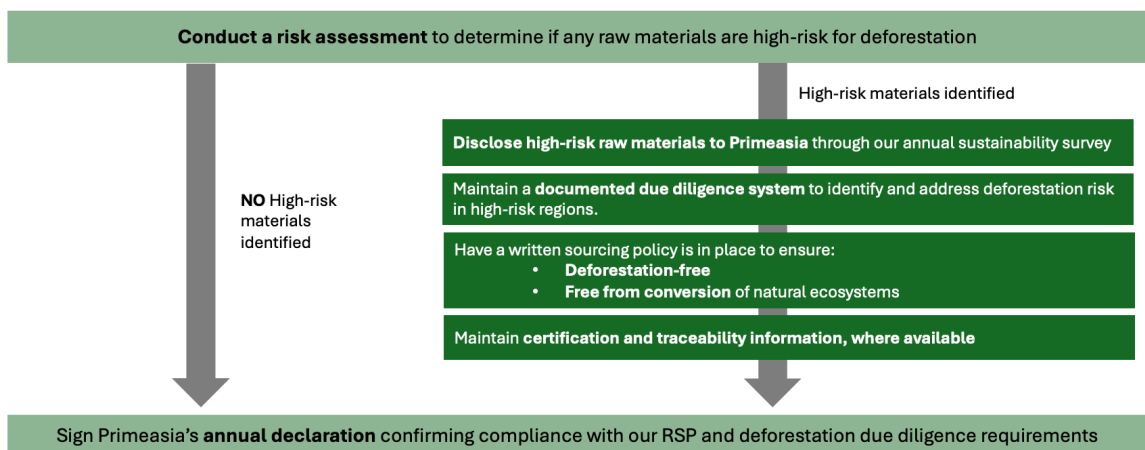 Conduct a risk assessment to determine if any raw materials are high-risk for deforestation
High-risk materials identified
Disclose high-risk raw materials to Primeasia through our annual sustainability survey
Maintain a documented due diligence system to identify and address deforestation risk
in high-risk regions.
NO High-risk
materials
identified
Have a written sourcing policy is in place to ensure:
• Deforestation-free
• Free from conversion of natural ecosystems
Maintain certification and traceability information, where available
Sign Primeasia's annual declaration confirming compliance with our RSP and deforestation due diligence requirements